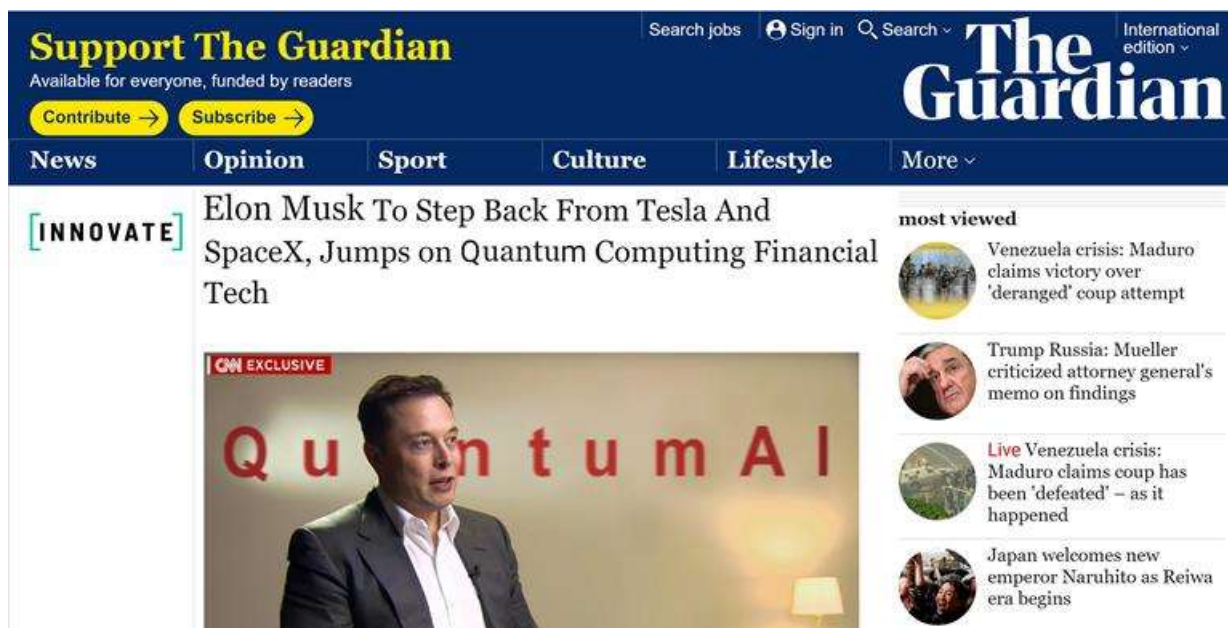 Support The Guardian
Available for everyone, funded by readers
Contribute →
Subscribe →
Search jobs
Sign in
Search
The
Guardian
International
edition
News
Opinion
Sport
Culture
Lifestyle
More
[INNOVATE]
Elon Musk To Step Back From Tesla And
SpaceX, Jumps on Quantum Computing Financial
Tech
CNN EXCLUSIVE
QuantumAI
most viewed
Venezuela crisis: Maduro
claims victory over
'deranged' coup attempt
Trump Russia: Mueller
criticized attorney general's
memo on findings
Live Venezuela crisis:
Maduro claims coup has
been 'defeated' – as it
happened
Japan welcomes new
emperor Naruhito as Reiwa
era begins